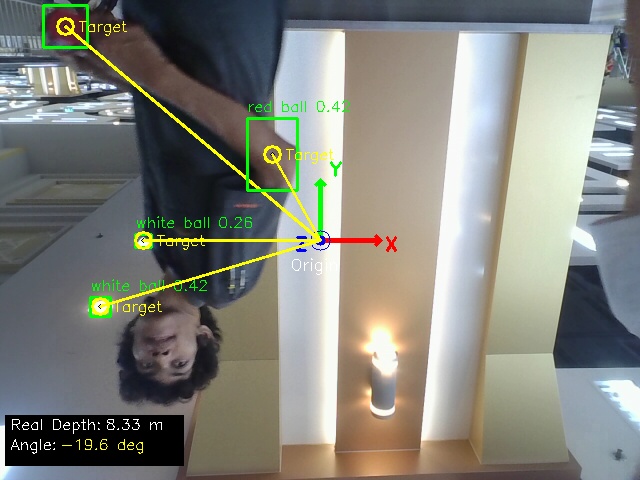 Target
red ball 0.42
Target
Y
white ball 0.26
Target
Z
X
Origin
white ball 0.42
Target
Real Depth: 8.33 m
Angle: −19.6 deg